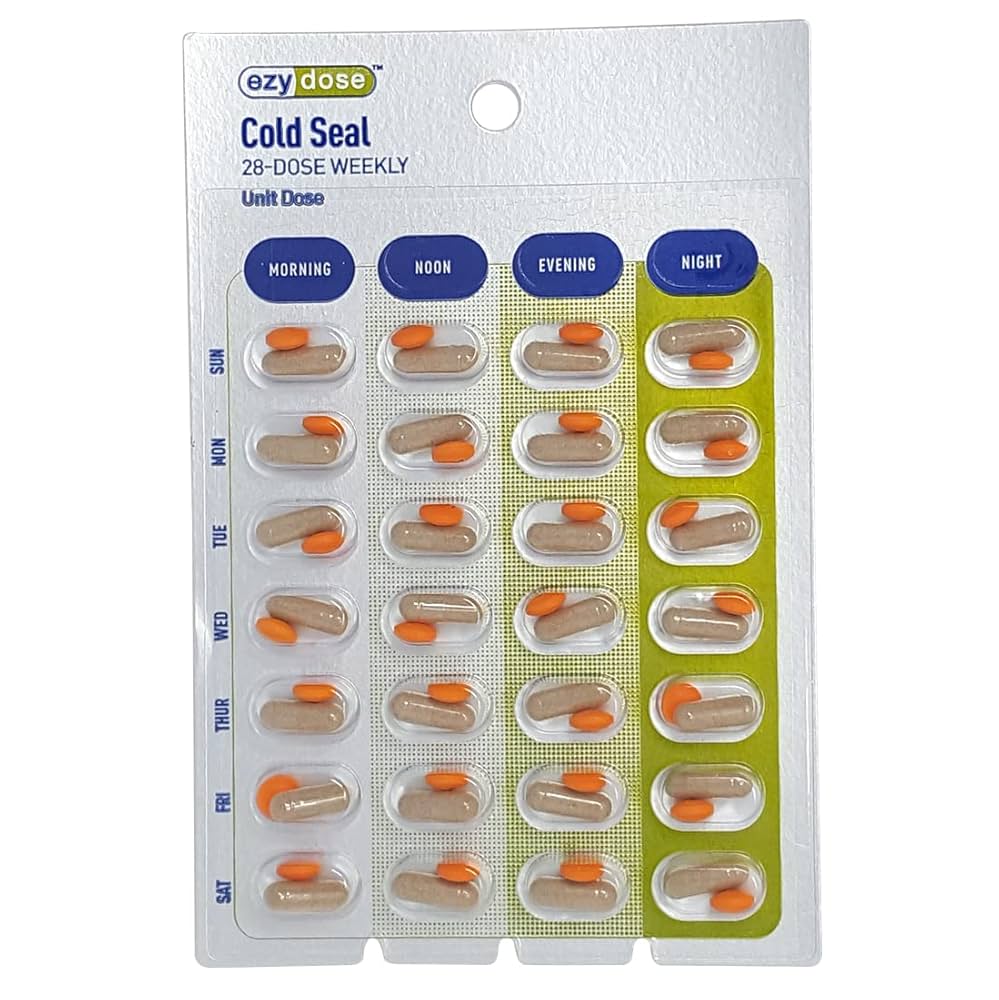 ezy dose™
Cold Seal
28-DOSE WEEKLY
Unit Dose
MORNING NOON EVENING NIGHT
SUN
MON
TUE
WED
THUR
FRI
SAT